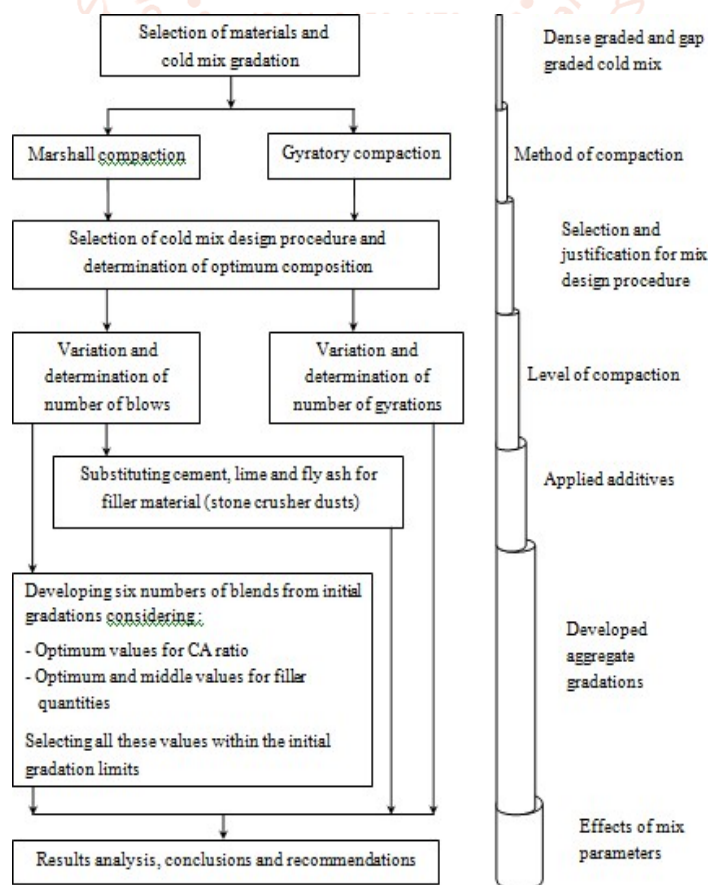 Selection of materials and
cold mix gradation
Dense graded and gap
graded cold mix
Marshall compaction
Gyratory compaction
Method of compaction
Selection of cold mix design procedure and
determination of optimum composition
Selection and
justification for mix
design procedure
Variation and
determination of
number of blows
Variation and
determination of
number of gyrations
Level of compaction
Substituting cement, lime and fly ash for
filler material (stone crusher dusts)
Applied additives
Developing six numbers of blends from initial
gradations considering :
- Optimum values for CA ratio
- Optimum and middle values for filler
quantities
Selecting all these values within the initial
gradation limits
Developed
aggregate
gradations
Results analysis, conclusions and recommendations
Effects of mix
parameters